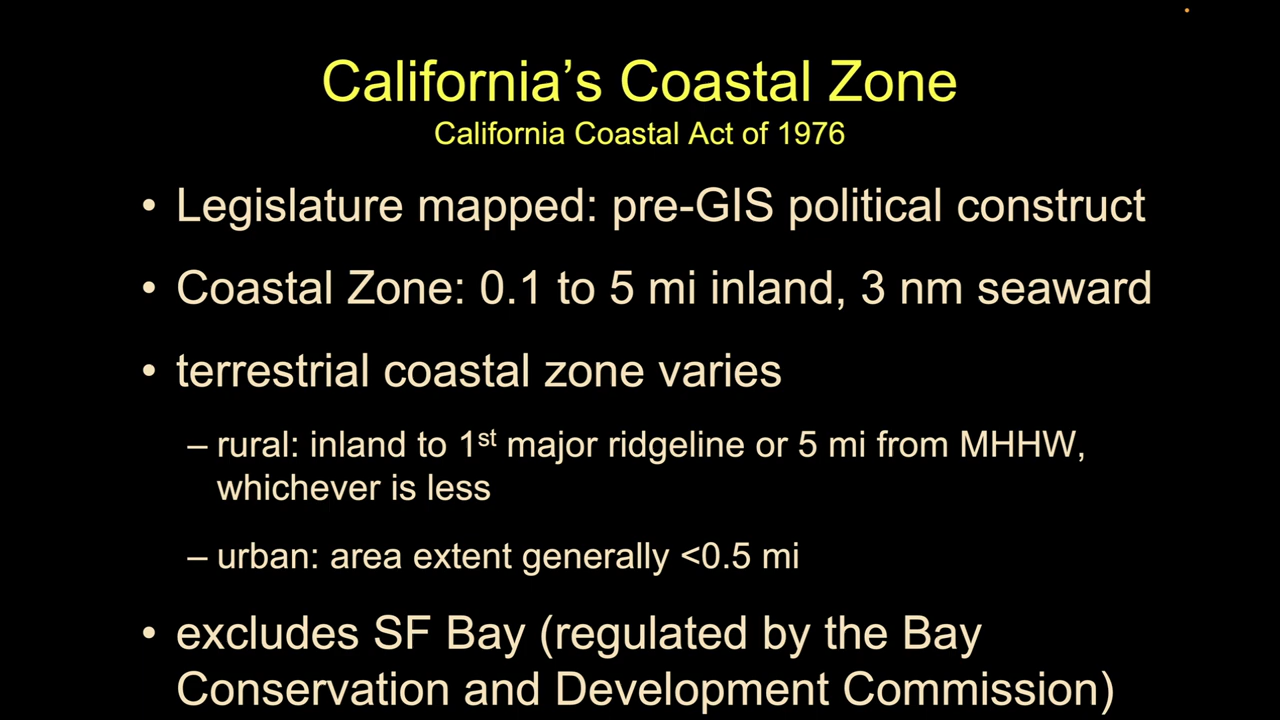 California’s Coastal Zone
California Coastal Act of 1976
• Legislature mapped: pre-GIS political construct
• Coastal Zone: 0.1 to 5 mi inland, 3 nm seaward
• terrestrial coastal zone varies
– rural: inland to 1st major ridgeline or 5 mi from MHHW,
whichever is less
– urban: area extent generally <0.5 mi
• excludes SF Bay (regulated by the Bay
Conservation and Development Commission)